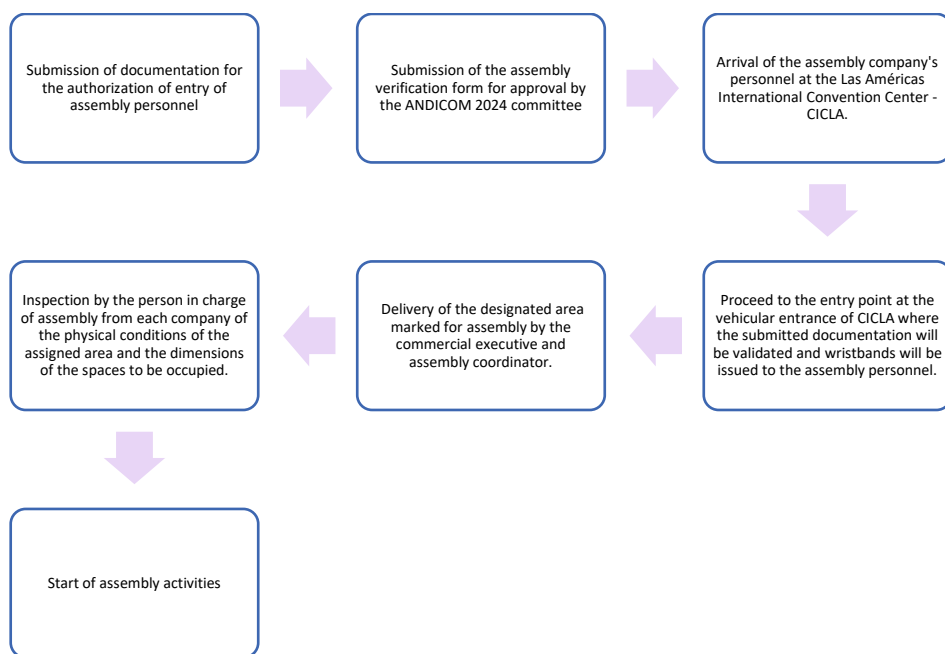 Submission of documentation for
the authorization of entry of
assembly personnel
Submission of the assembly
verification form for approval by
the ANDICOM 2024 committee
Arrival of the assembly company's
personnel at the Las Américas
International Convention Center -
CICLA.
Proceed to the entry point at the
vehicular entrance of CICLA where
the submitted documentation will
be validated and wristbands will be
issued to the assembly personnel.
Delivery of the designated area
marked for assembly by the
commercial executive and
assembly coordinator.
Inspection by the person in charge
of assembly from each company of
the physical conditions of the
assigned area and the dimensions
of the spaces to be occupied.
Start of assembly activities